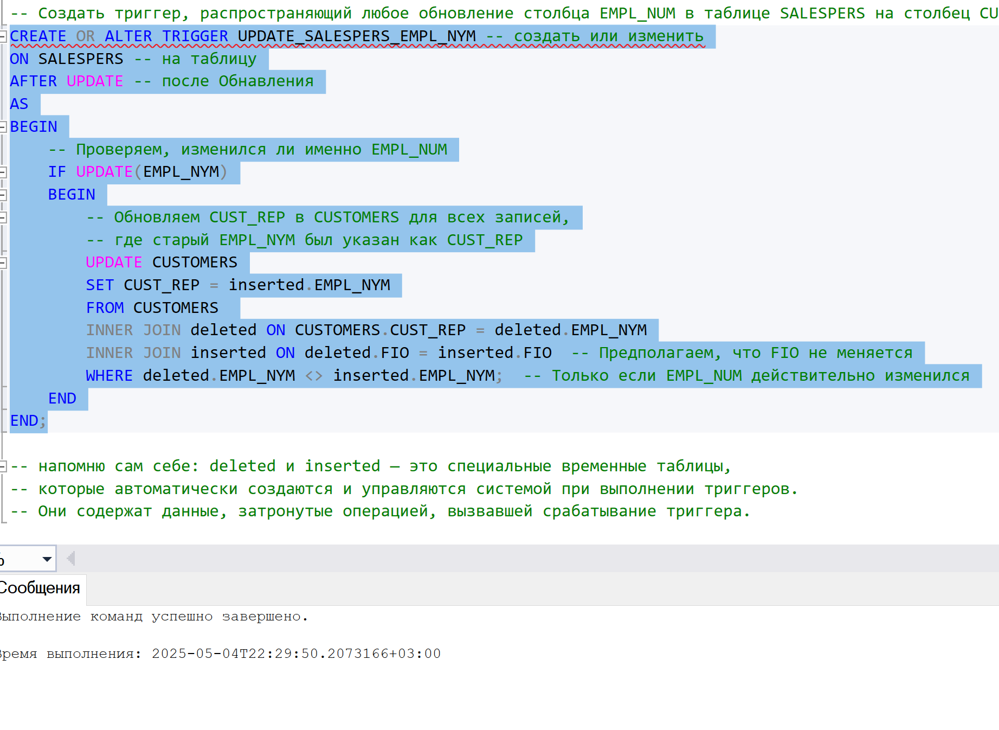 -- Создать триггер, распространяющий любое обновление столбца EMPL_NUM в таблице SALESPERS на столбец CU
CREATE OR ALTER TRIGGER UPDATE_SALESPERS_EMPL_NYM -- создать или изменить
ON SALESPERS -- на таблицу
AFTER UPDATE -- после Обнавления
AS
BEGIN
    -- Проверяем, изменился ли именно EMPL_NUM
    IF UPDATE(EMPL_NYM)
    BEGIN
        -- Обновляем CUST_REP в CUSTOMERS для всех записей,
        -- где старый EMPL_NYM был указан как CUST_REP
        UPDATE CUSTOMERS
        SET CUST_REP = inserted.EMPL_NYM
        FROM CUSTOMERS
        INNER JOIN deleted ON CUSTOMERS.CUST_REP = deleted.EMPL_NYM
        INNER JOIN inserted ON deleted.FIO = inserted.FIO  -- Предполагаем, что FIO не меняется
        WHERE deleted.EMPL_NYM <> inserted.EMPL_NYM;  -- Только если EMPL_NUM действительно изменился
    END
END;
-- напомню сам себе: deleted и inserted — это специальные временные таблицы,
-- которые автоматически создаются и управляются системой при выполнении триггеров.
-- Они содержат данные, затронутые операцией, вызвавшей срабатывание триггера.
%
Сообщения
Выполнение команд успешно завершено.
Время выполнения: 2025-05-04T22:29:50.2073166+03:00